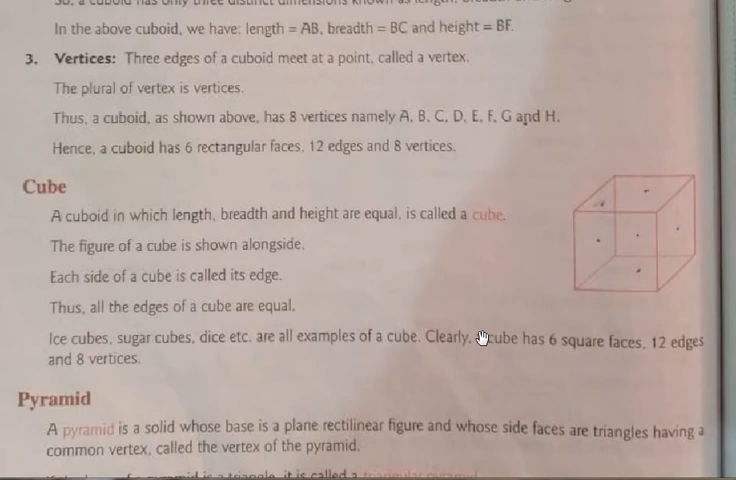 In the above cuboid, we have: length = AB, breadth = BC and height = BF.
3. Vertices: Three edges of a cuboid meet at a point, called a vertex.
The plural of vertex is vertices.
Thus, a cuboid, as shown above, has 8 vertices namely A, B, C, D, E, F, G and H.
Hence, a cuboid has 6 rectangular faces, 12 edges and 8 vertices.
Cube
A cuboid in which length, breadth and height are equal, is called a cube.
The figure of a cube is shown alongside.
Each side of a cube is called its edge.
Thus, all the edges of a cube are equal.
Ice cubes, sugar cubes, dice etc. are all examples of a cube. Clearly, cube has 6 square faces, 12 edges
and 8 vertices.
Pyramid
A pyramid is a solid whose base is a plane rectilinear figure and whose side faces are triangles having a
common vertex, called the vertex of the pyramid.
is a triangle, it is called a triangular pyramid.